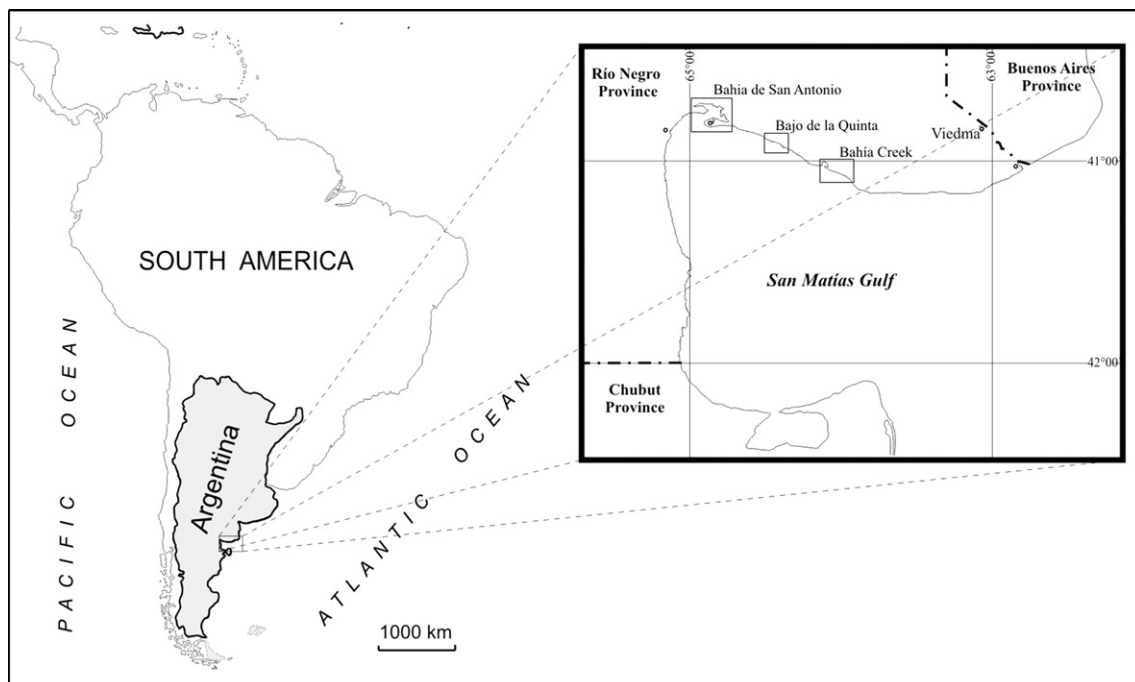 SOUTH AMERICA
Argentina
PACIFIC OCEAN
ATLANTIC OCEAN
1000 km
65°00
63°00
Río Negro
Province
Buenos Aires
Province
Bahia de San Antonio
Bajo de la Quinta
Viedma
Bahía Creek
41°00
San Matías Gulf
42°00
Chubut
Province